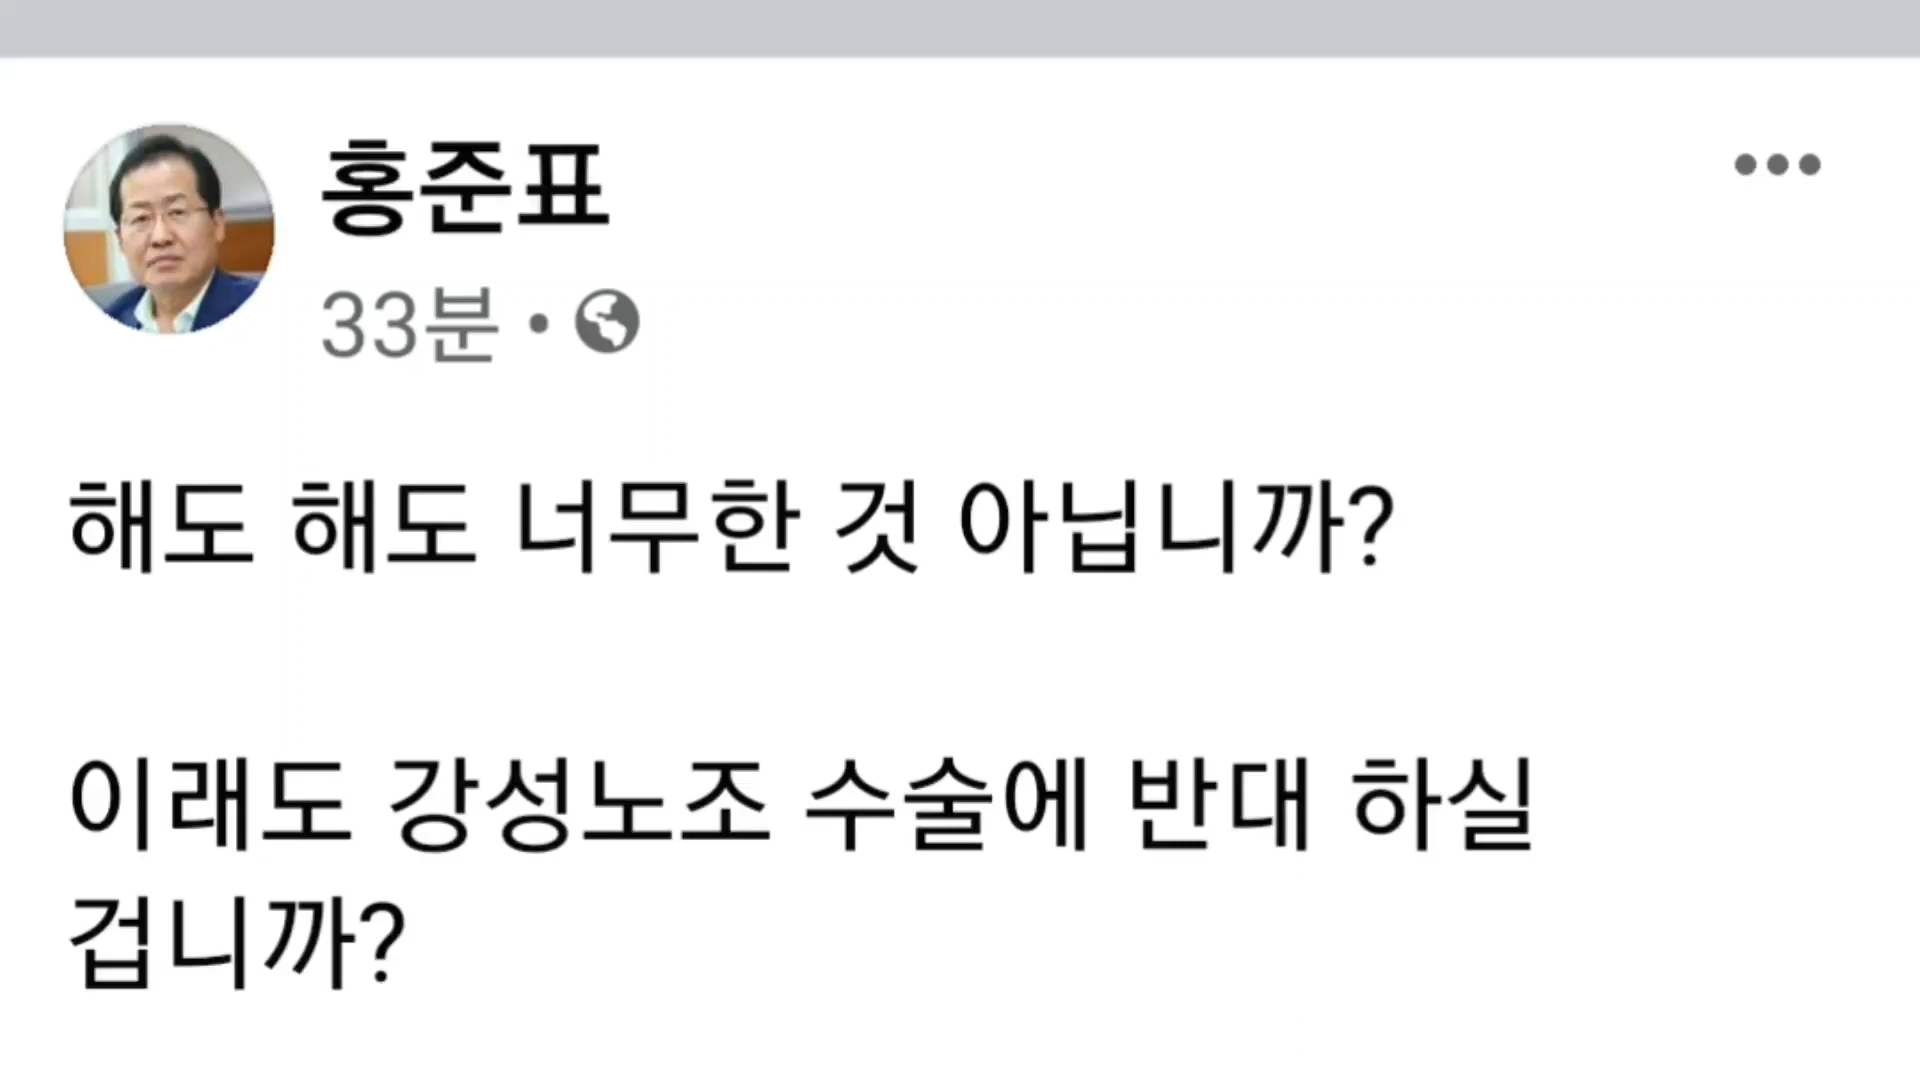 홍준표
33분 •
해도 해도 너무한 것 아닙니까?
이래도 강성노조 수술에 반대 하실
겁니까?